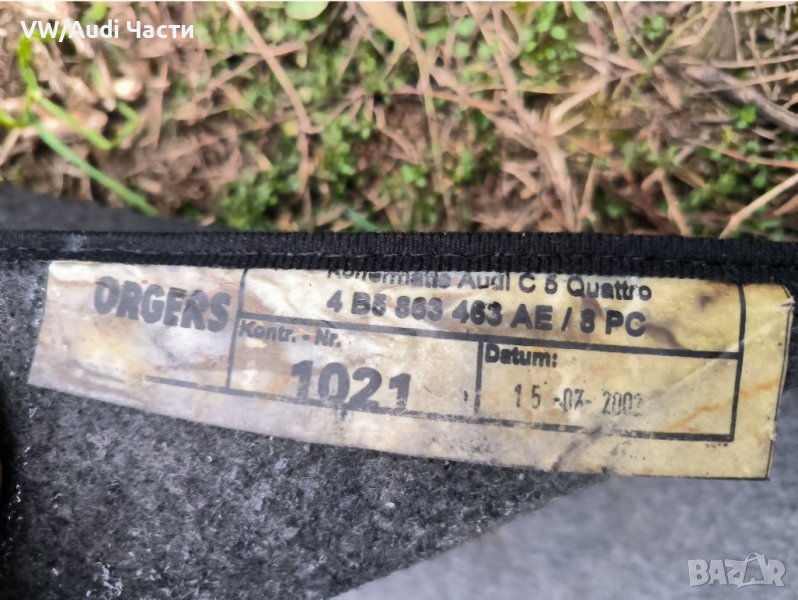 VW/Audi Части
ORGERS
Koffermatte Audi C 5 Quattro
4 B5 863 463 AE / 8 PC
Kontr. - Nr.
1021
Datum:
15 -07- 2002
BAZAR